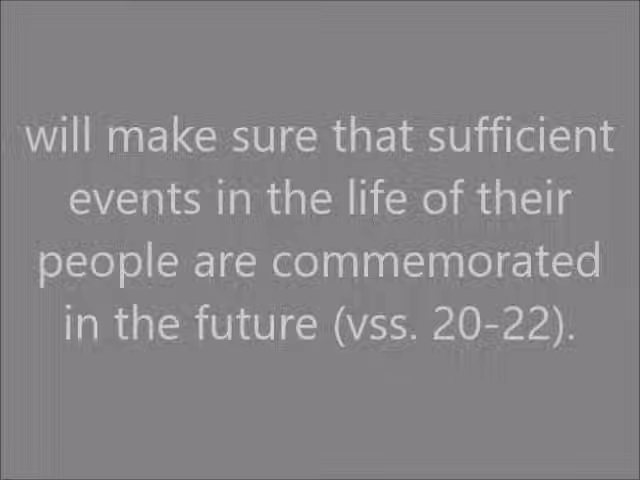 will make sure that sufficient
events in the life of their
people are commemorated
in the future (vss. 20-22).